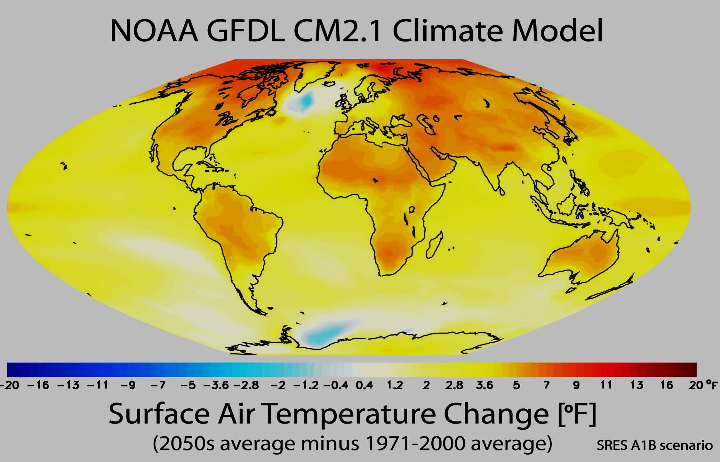 NOAA GFDL CM2.1 Climate Model
-20 -16 -13 -11 -9 -7 -5 -3.6 -2.8 -2 -1.2 -0.4 0.4 1.2 2 2.8 3.6 5 7 9 11 13 16 20 ºF
Surface Air Temperature Change [ºF]
(2050s average minus 1971-2000 average)
SRES A1B scenario